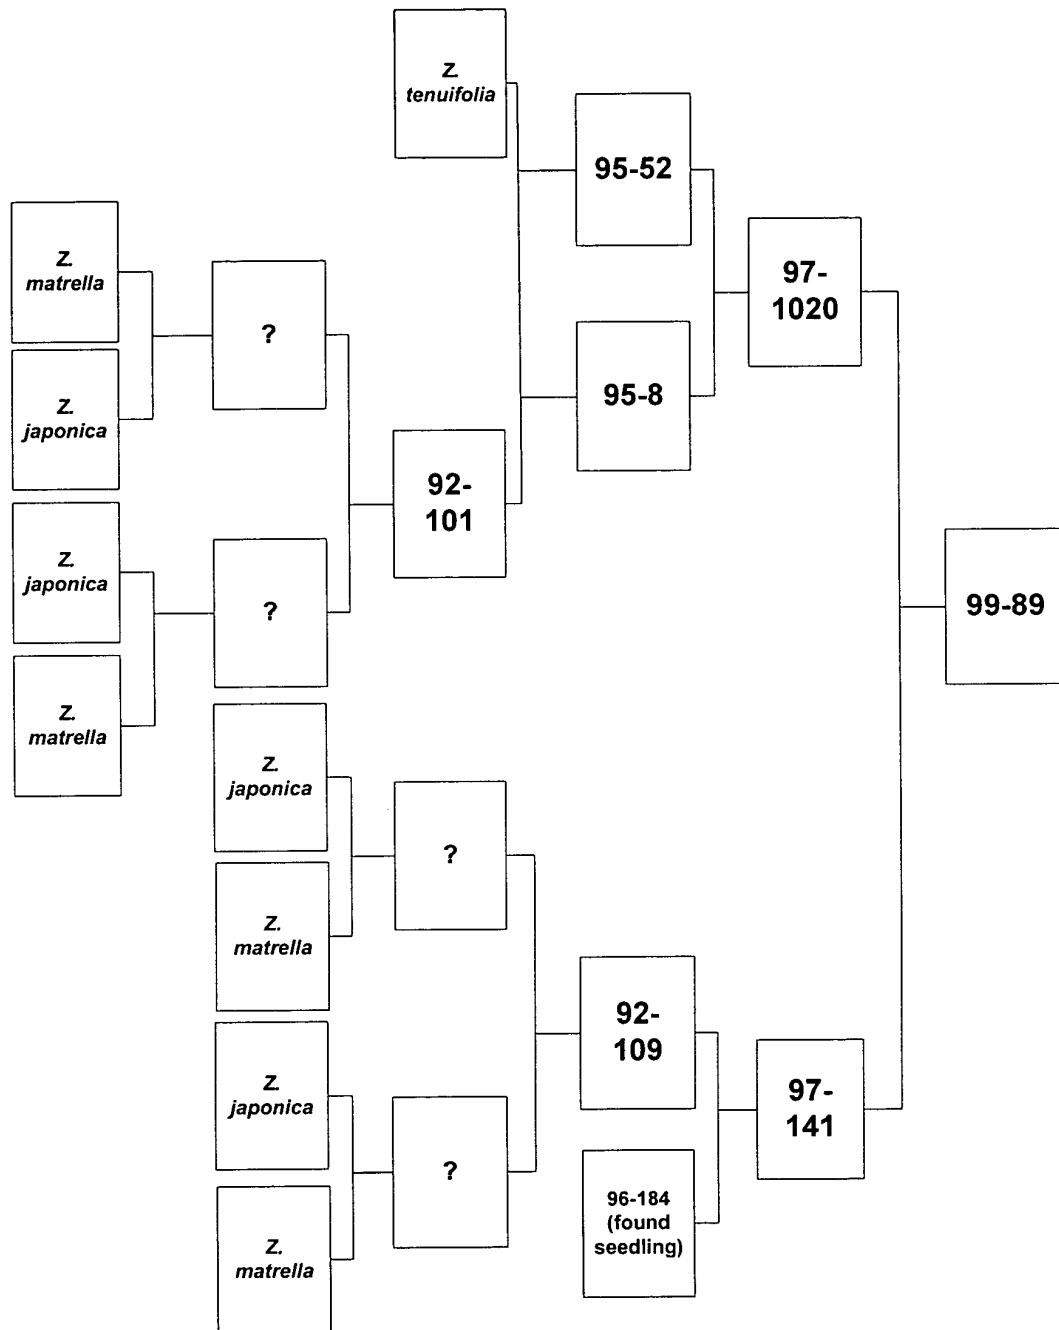 Z.
tenuifolia
95-52
Z.
matrella
97-
1020
?
Z.
japonica
95-8
92-
101
Z.
japonica
?
99-89
Z.
matrella
Z.
japonica
?
Z.
matrella
92-
109
Z.
japonica
97-
141
?
96-184
(found
seedling)
Z.
matrella